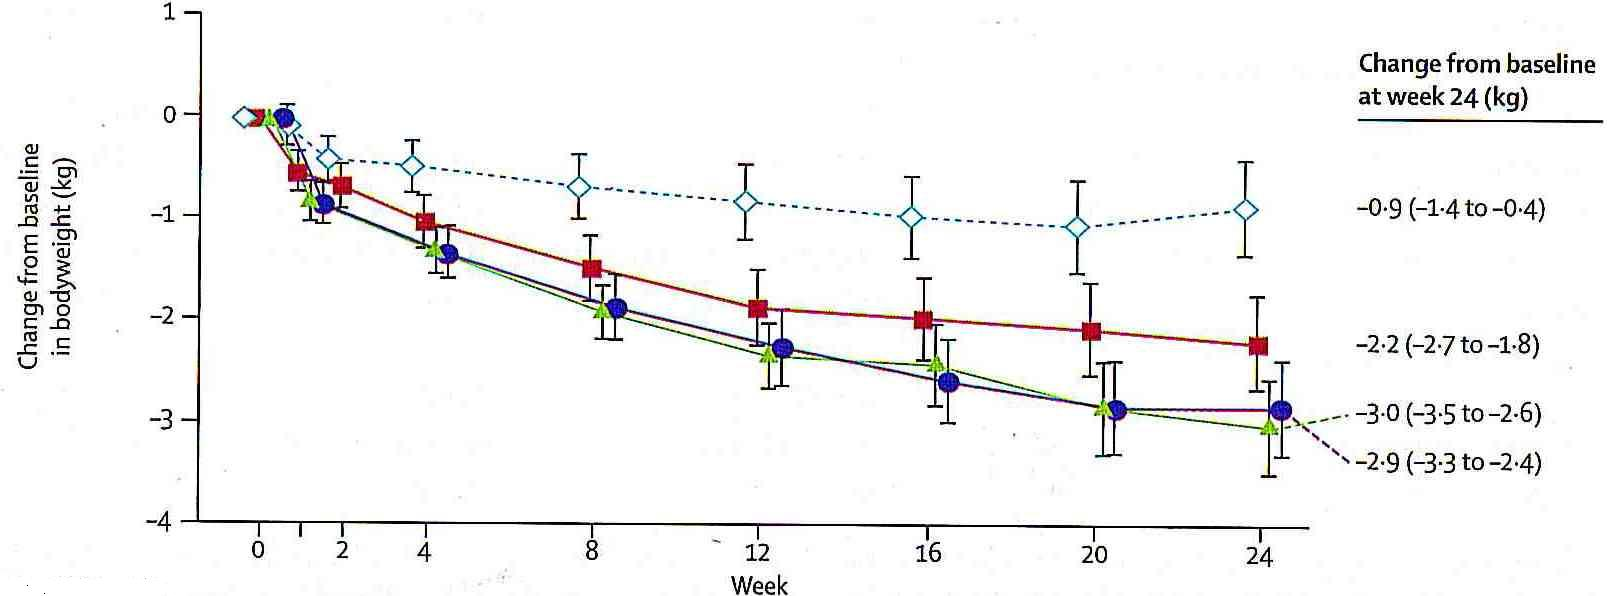 Change from baseline
in bodyweight (kg)
1
0
–1
–2
–3
–4
0
2
4
8
12
16
20
24
Week
Change from baseline
at week 24 (kg)
–0·9 (–1·4 to –0·4)
–2·2 (–2·7 to –1·8)
–3·0 (–3·5 to –2·6)
–2·9 (–3·3 to –2·4)